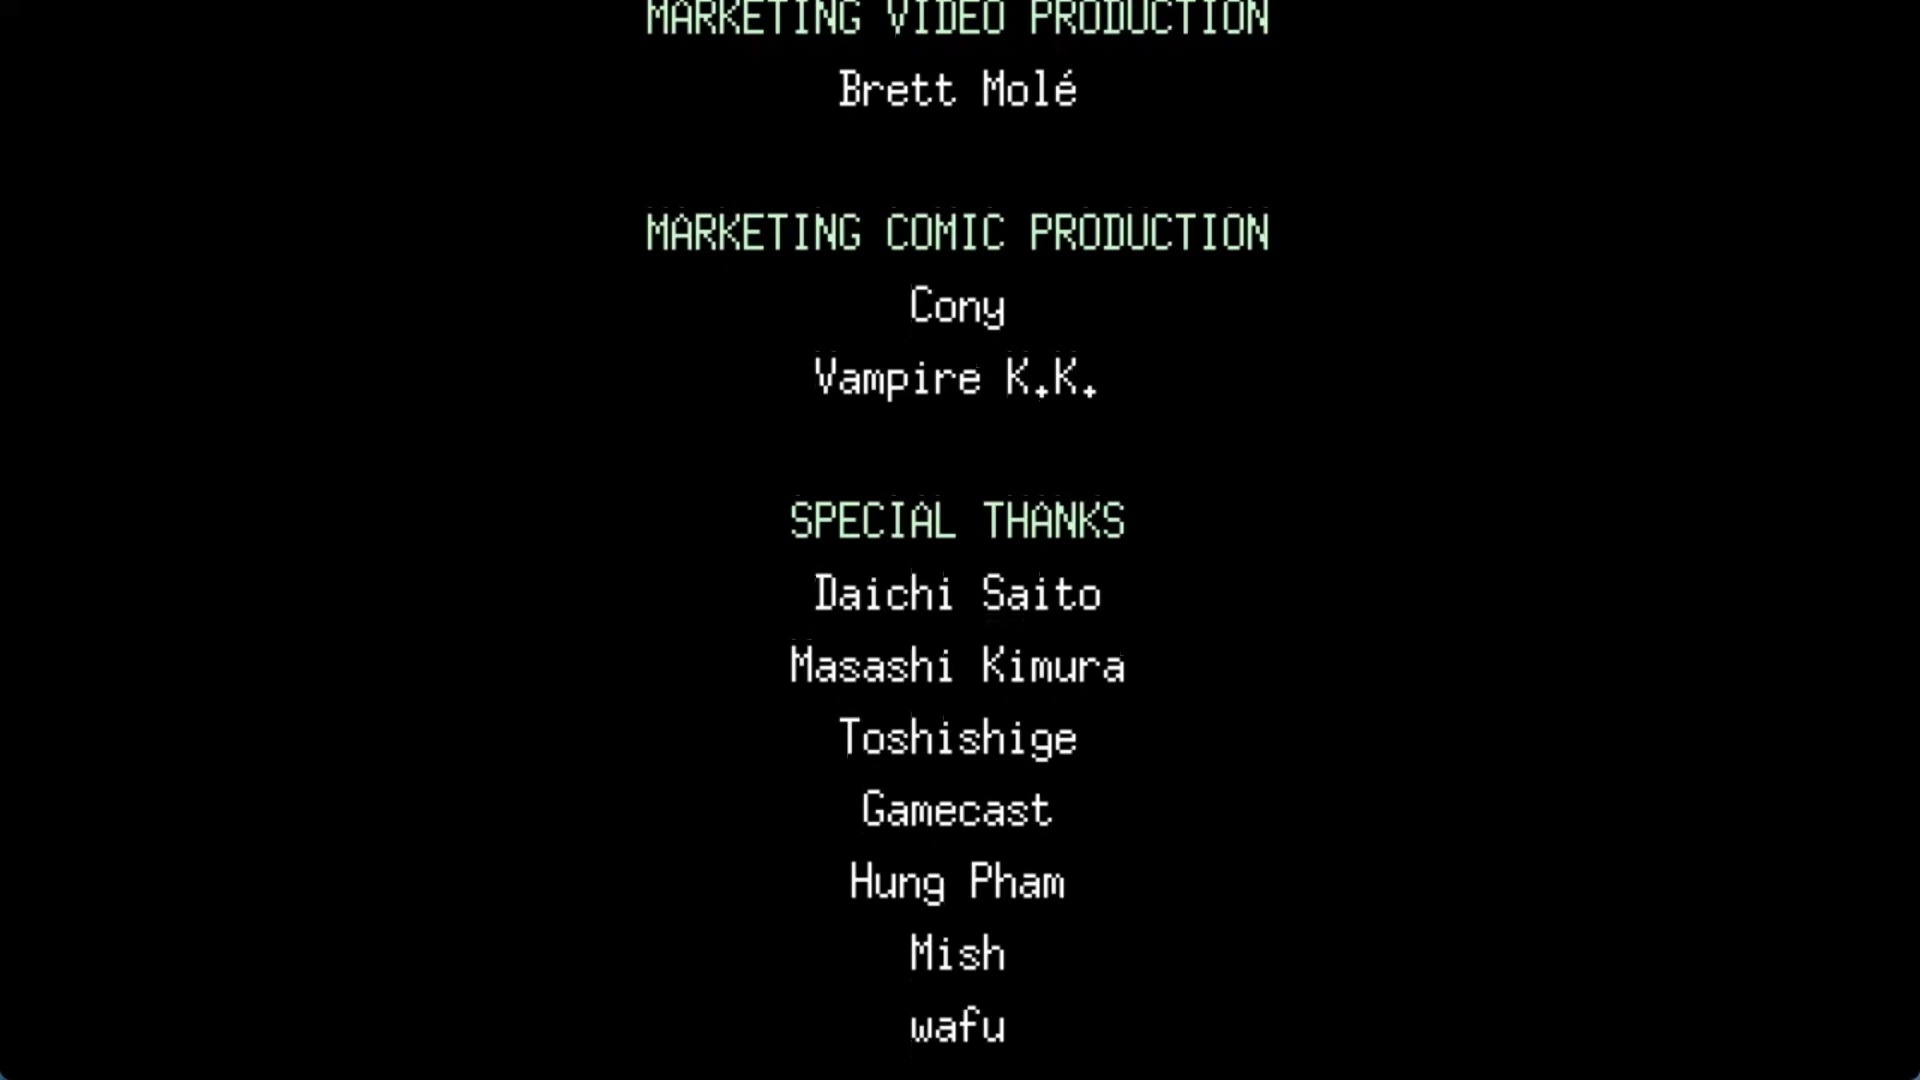 MARKETING VIDEO PRODUCTION
Brett Molé
MARKETING COMIC PRODUCTION
Cony
Vampire K.K.
SPECIAL THANKS
Daichi Saito
Masashi Kimura
Toshishige
Gamecast
Hung Pham
Mish
wafu